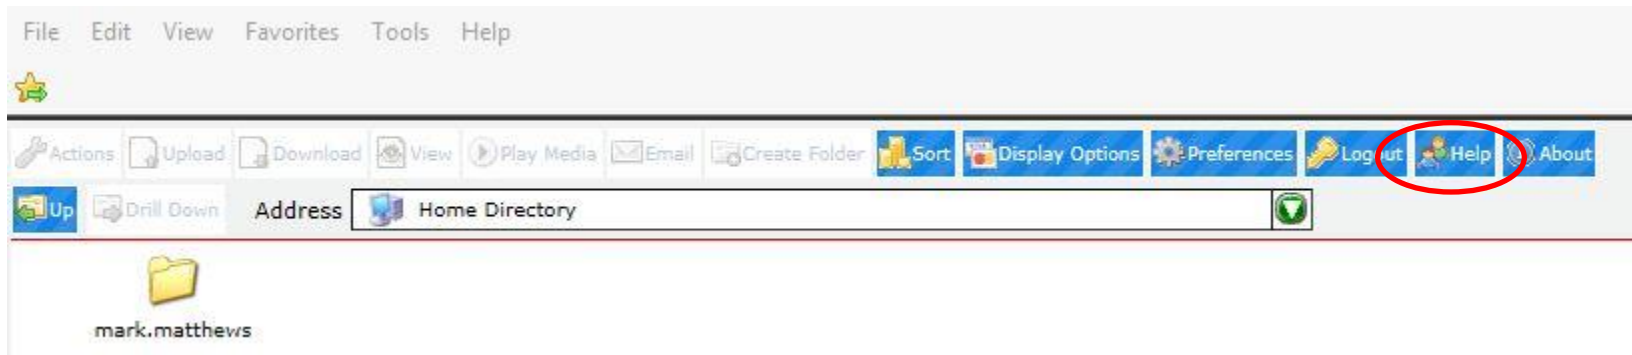 File Edit View Favorites Tools Help
Actions Upload Download View Play Media Email Create Folder Sort Display Options Preferences Logout Help About
Up Drill Down Address Home Directory
mark.matthews